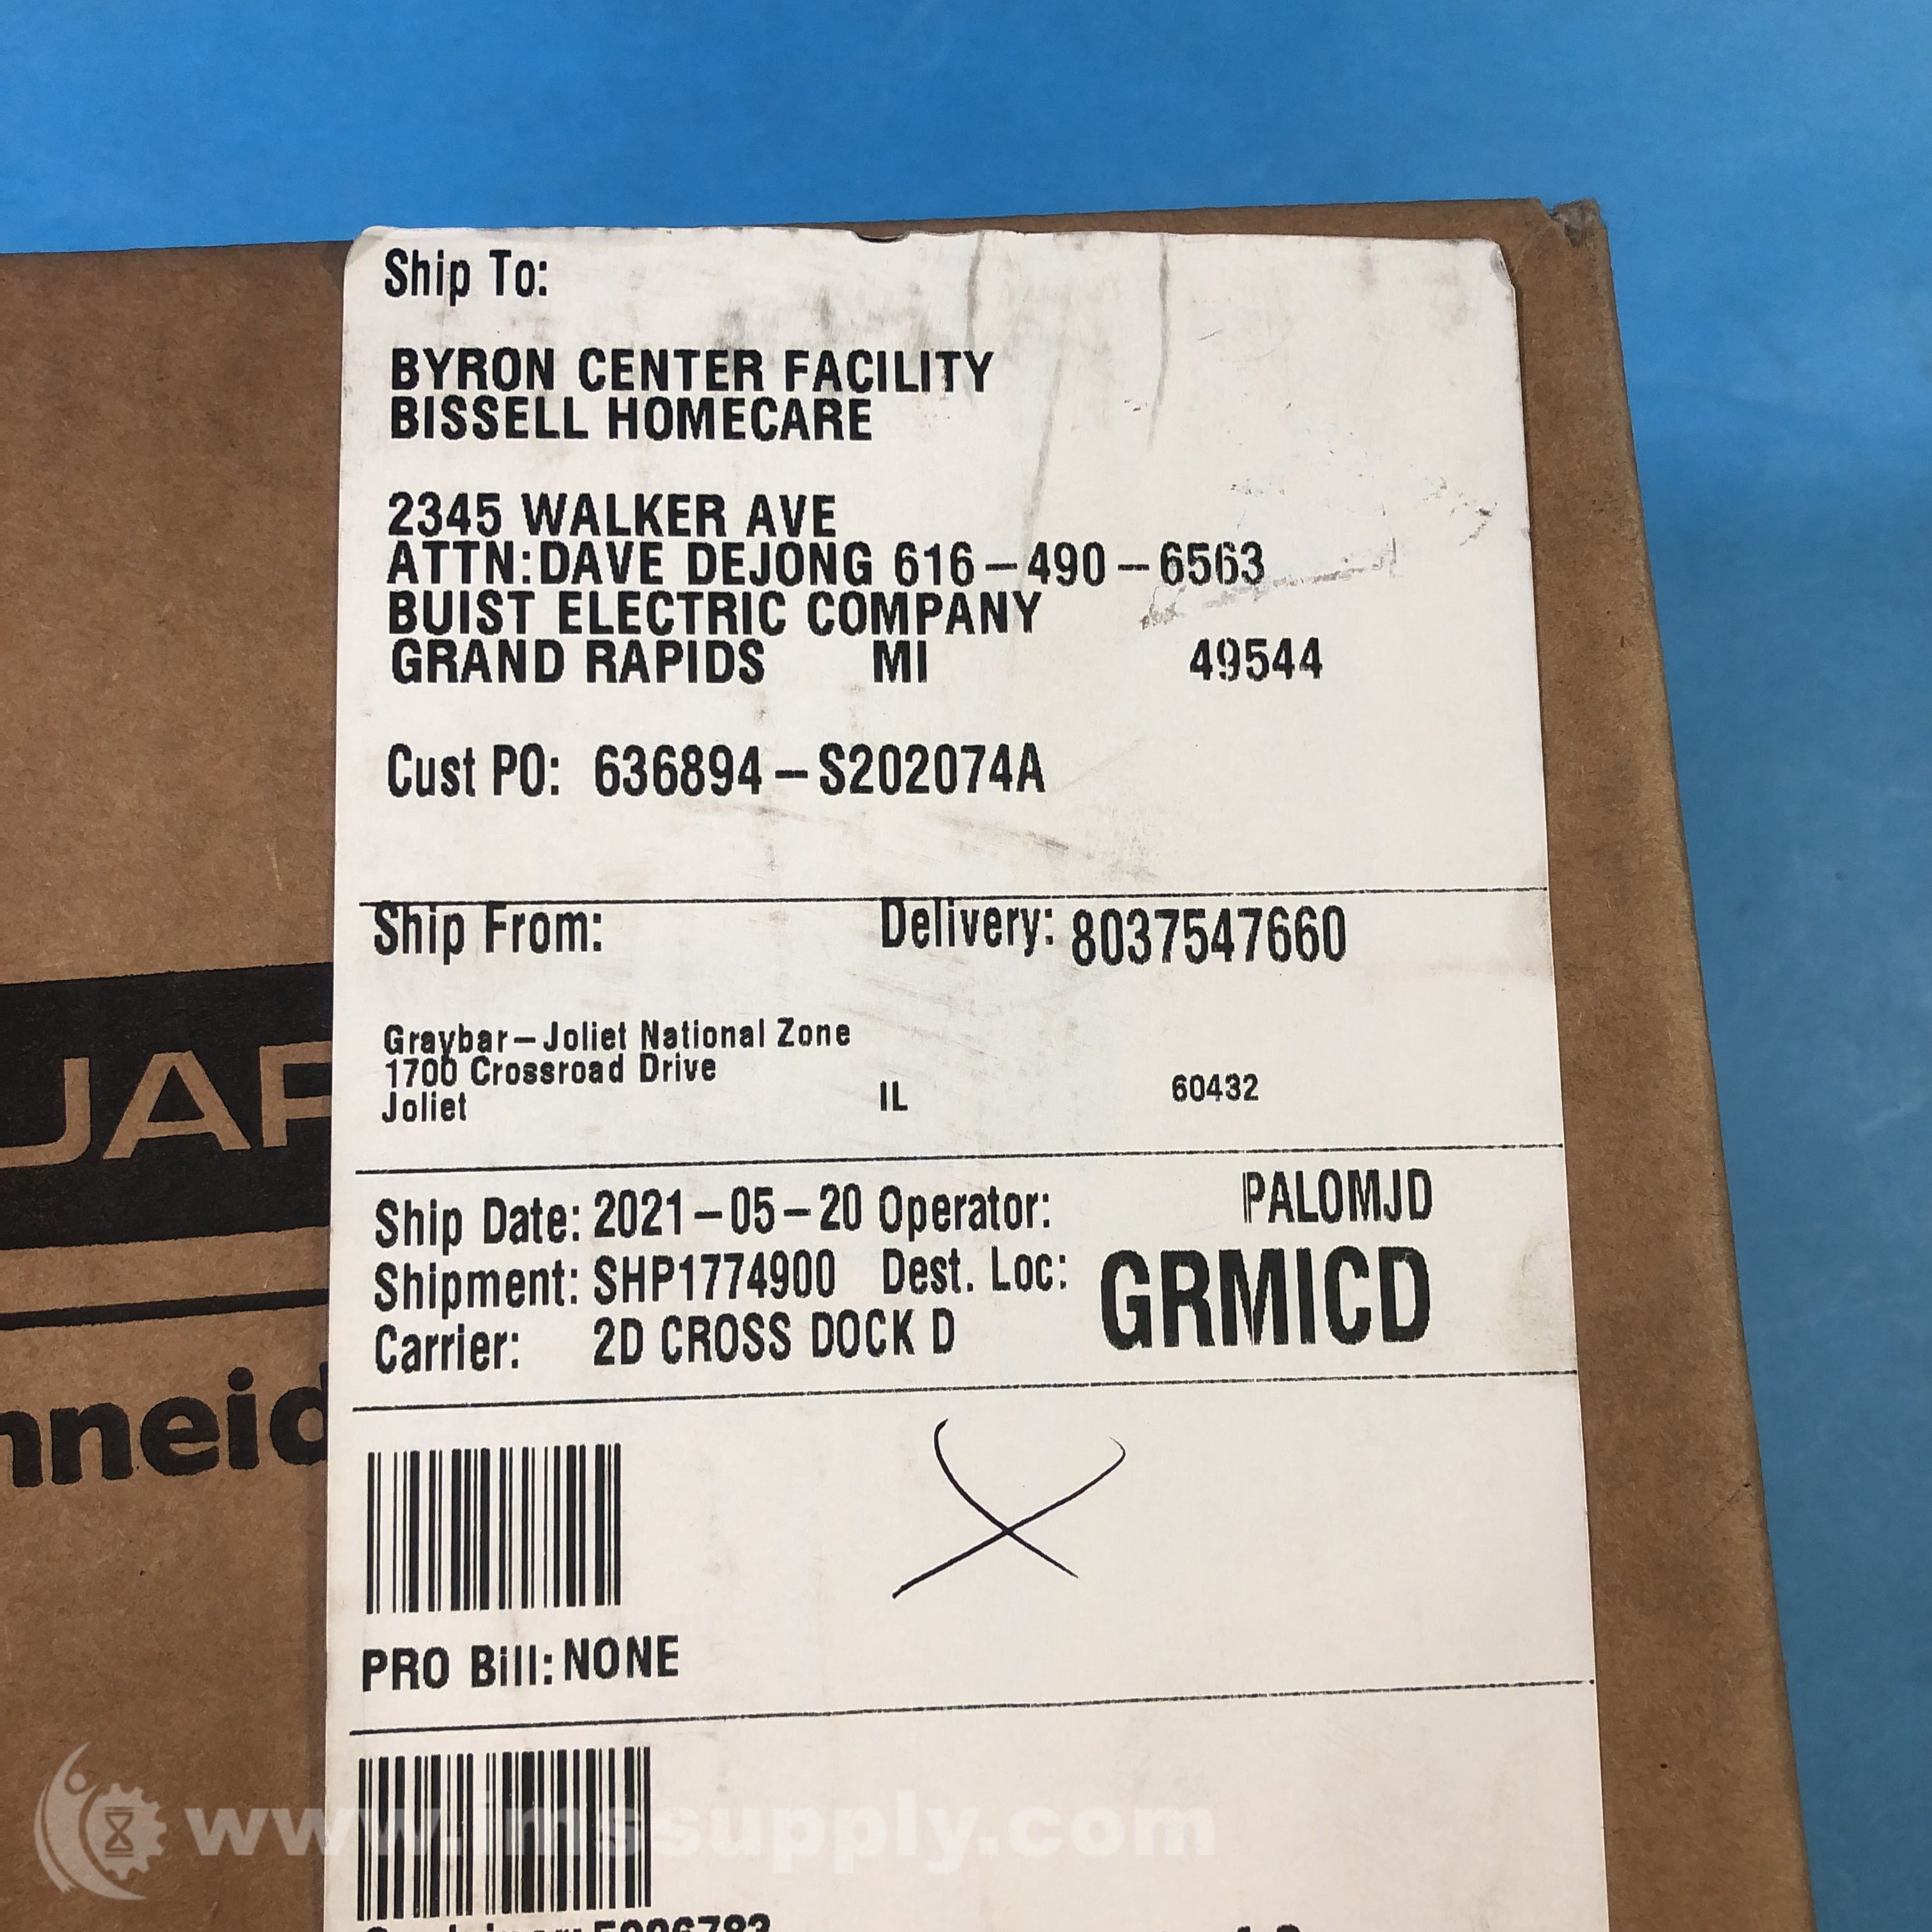 Ship To:
BYRON CENTER FACILITY
BISSELL HOMECARE
2345 WALKER AVE
ATTN:DAVE DEJONG 616-490-6563
BUIST ELECTRIC COMPANY
GRAND RAPIDS MI 49544
Cust PO: 636894-S202074A
Ship From: Delivery: 8037547660
Graybar-Joliet National Zone
1700 Crossroad Drive
Joliet IL 60432
Ship Date: 2021-05-20 Operator: PALOMJD
Shipment: SHP1774900 Dest. Loc: GRMICD
Carrier: 2D CROSS DOCK D
PRO Bill: NONE
www.imssupply.com